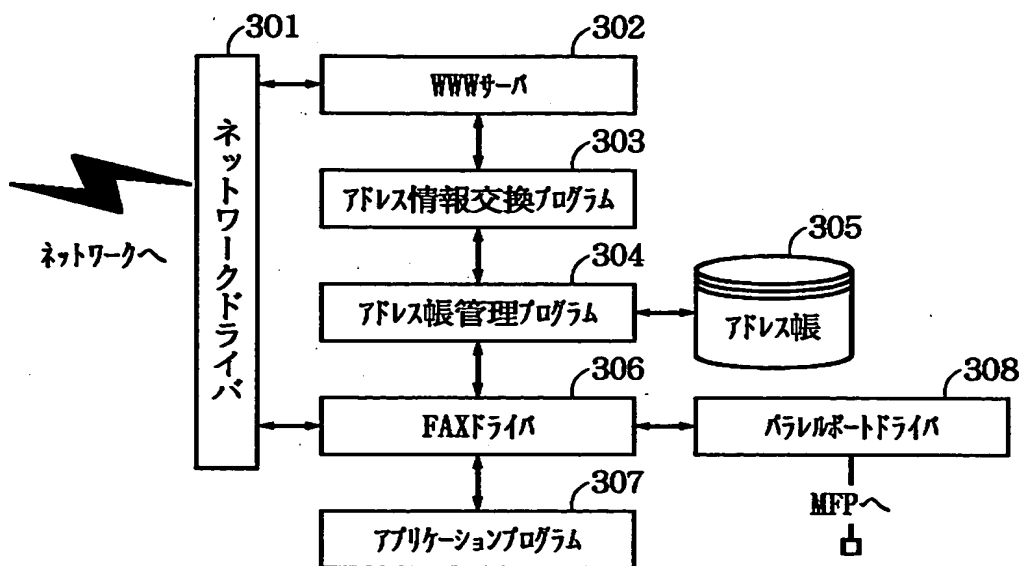 301
302
WWWサーバ
303
アドレス情報交換プログラム
ネットワークドライバ
ネットワークへ
304
アドレス帳管理プログラム
305
アドレス帳
306
FAXドライバ
308
パラレルポートドライバ
307
アプリケーションプログラム
MFPへ